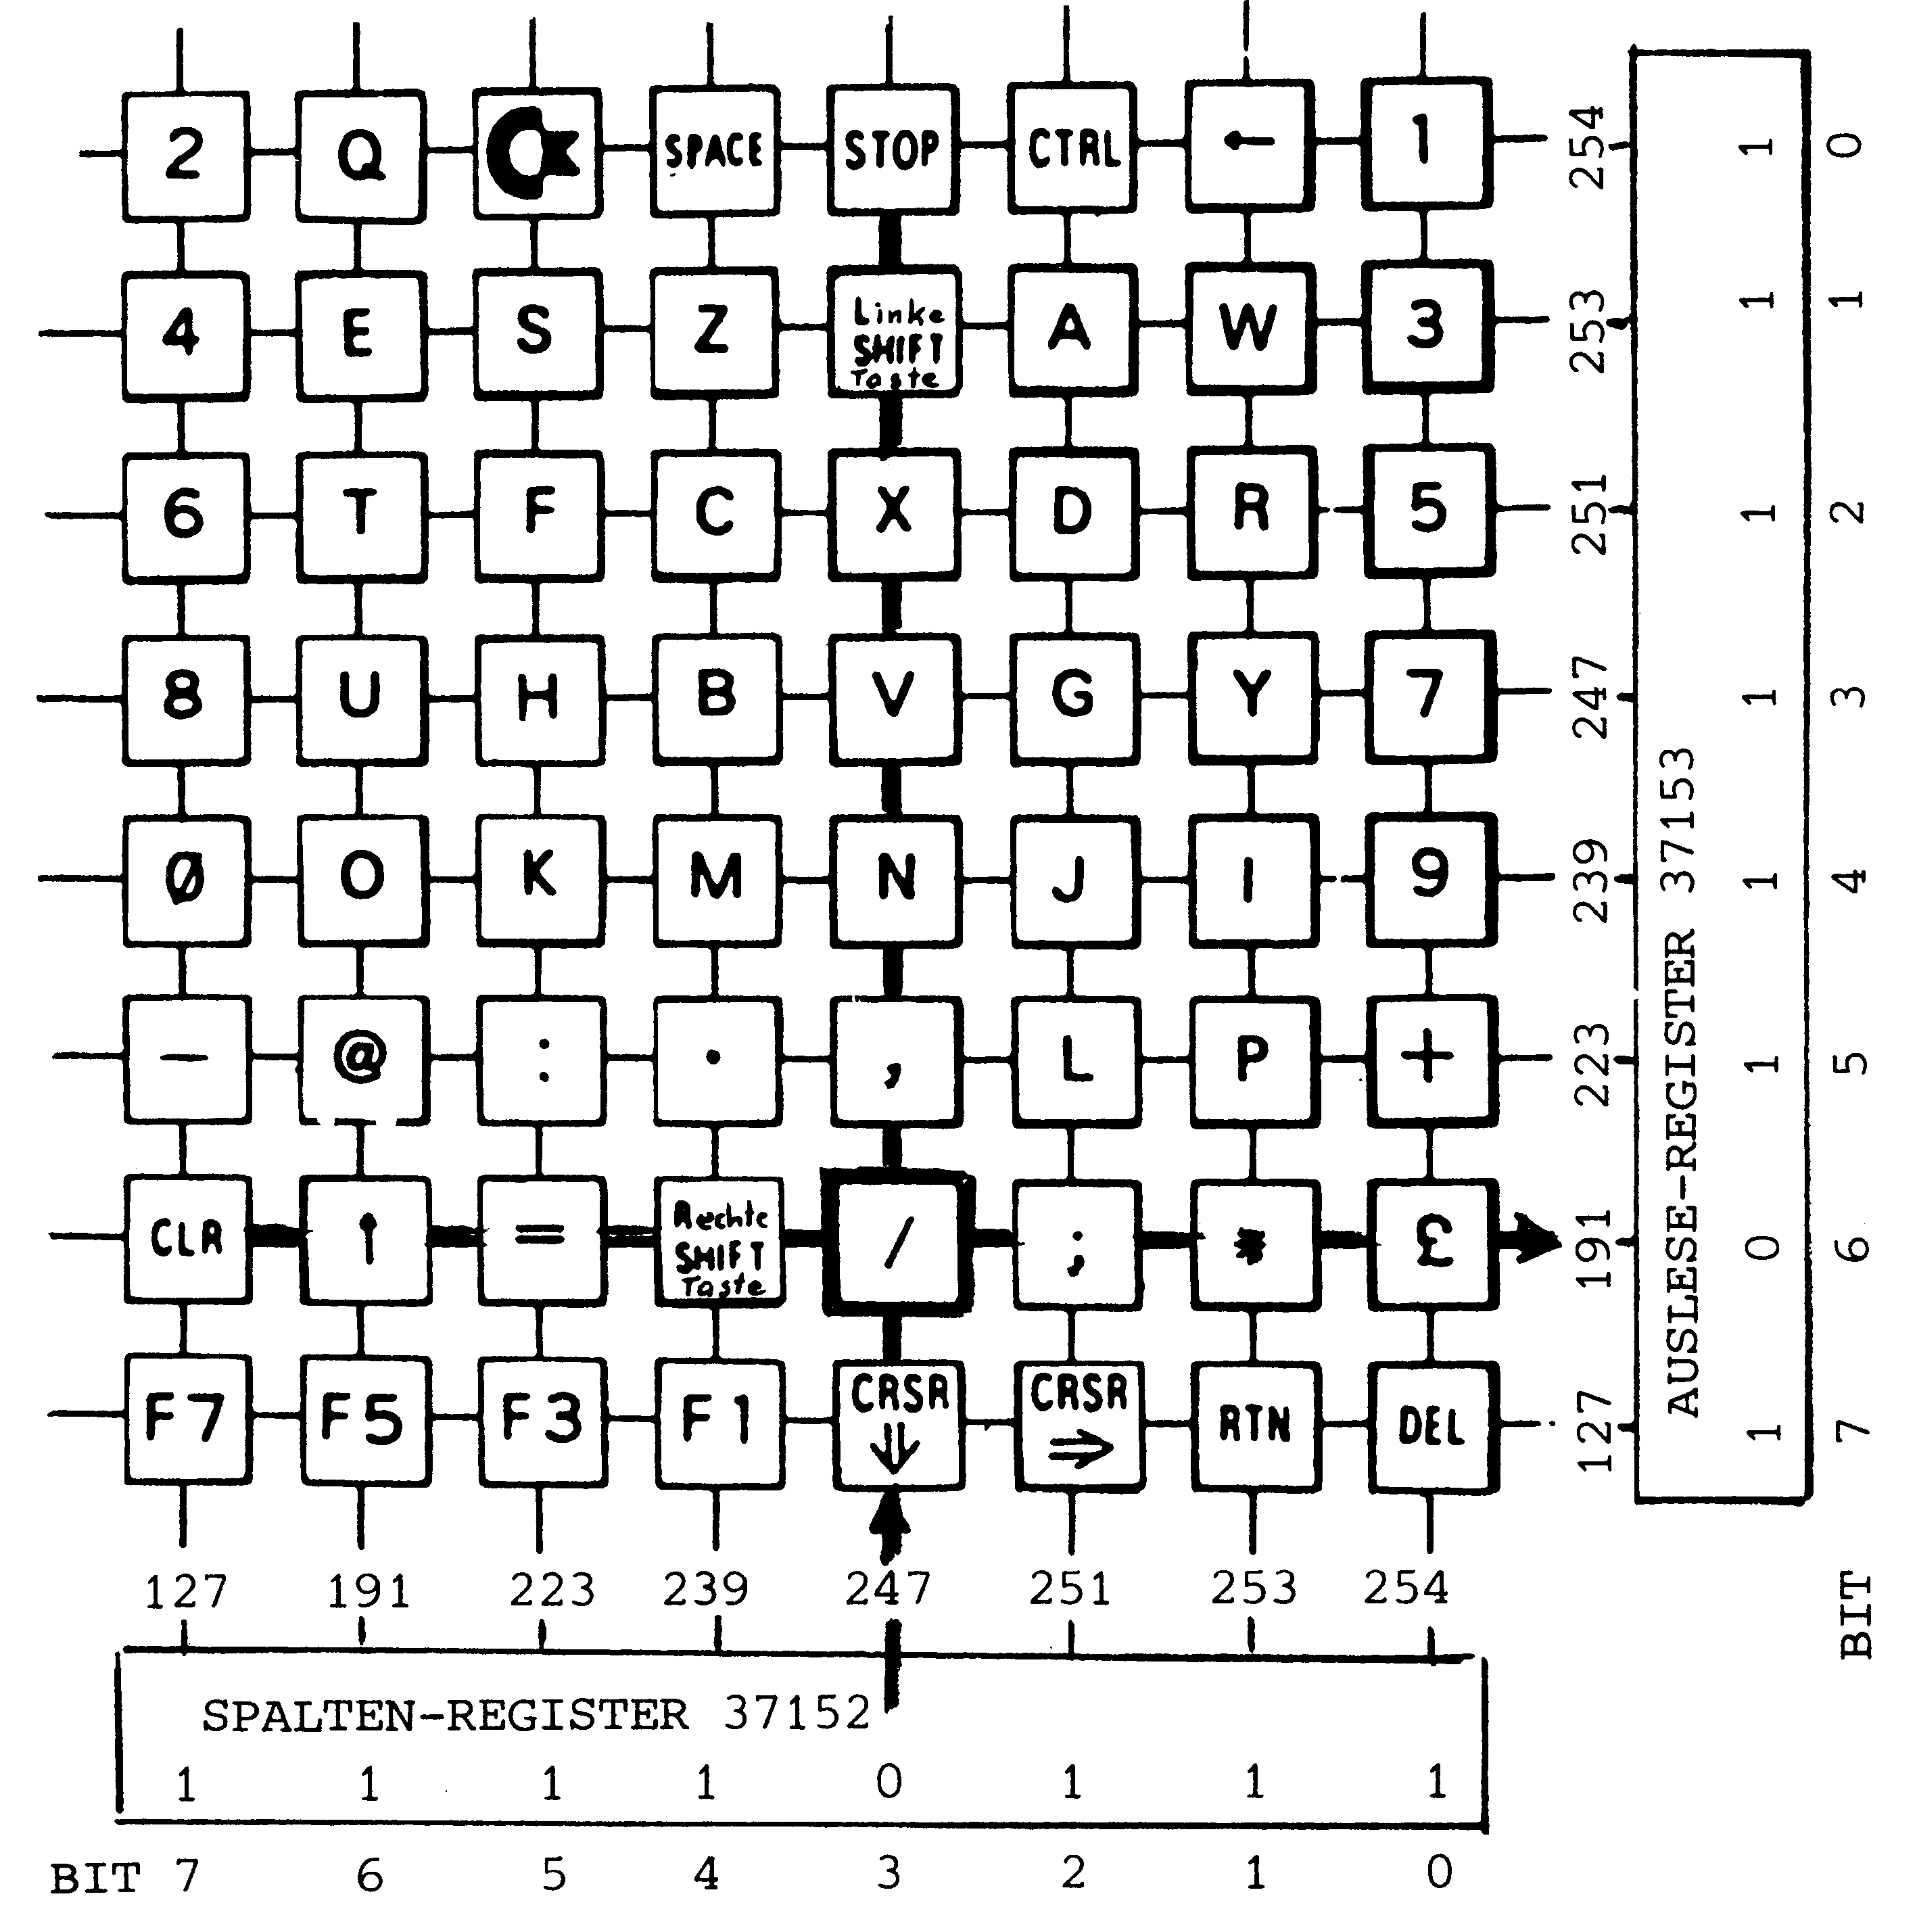 2 Q SPACE STOP CTRL ← 1 254 1 0
4 E S Z Linke SHIFT Taste A W 3 253 1 1
6 T F C X D R 5 251 1 2
8 U H B V G Y 7 247 1 3
0 O K M N J I 9 239 1 4
− @ : . , L P + 223 1 5
CLR ↑ = Rechte SHIFT Taste / ; * £ 191 0 6
F7 F5 F3 F1 CRSR ⇓ CRSR ⇒ RTN DEL 127 1 7
AUSLESE-REGISTER 37153
BIT
127 191 223 239 247 251 253 254
SPALTEN-REGISTER 37152
1 1 1 1 0 1 1 1
BIT 7 6 5 4 3 2 1 0